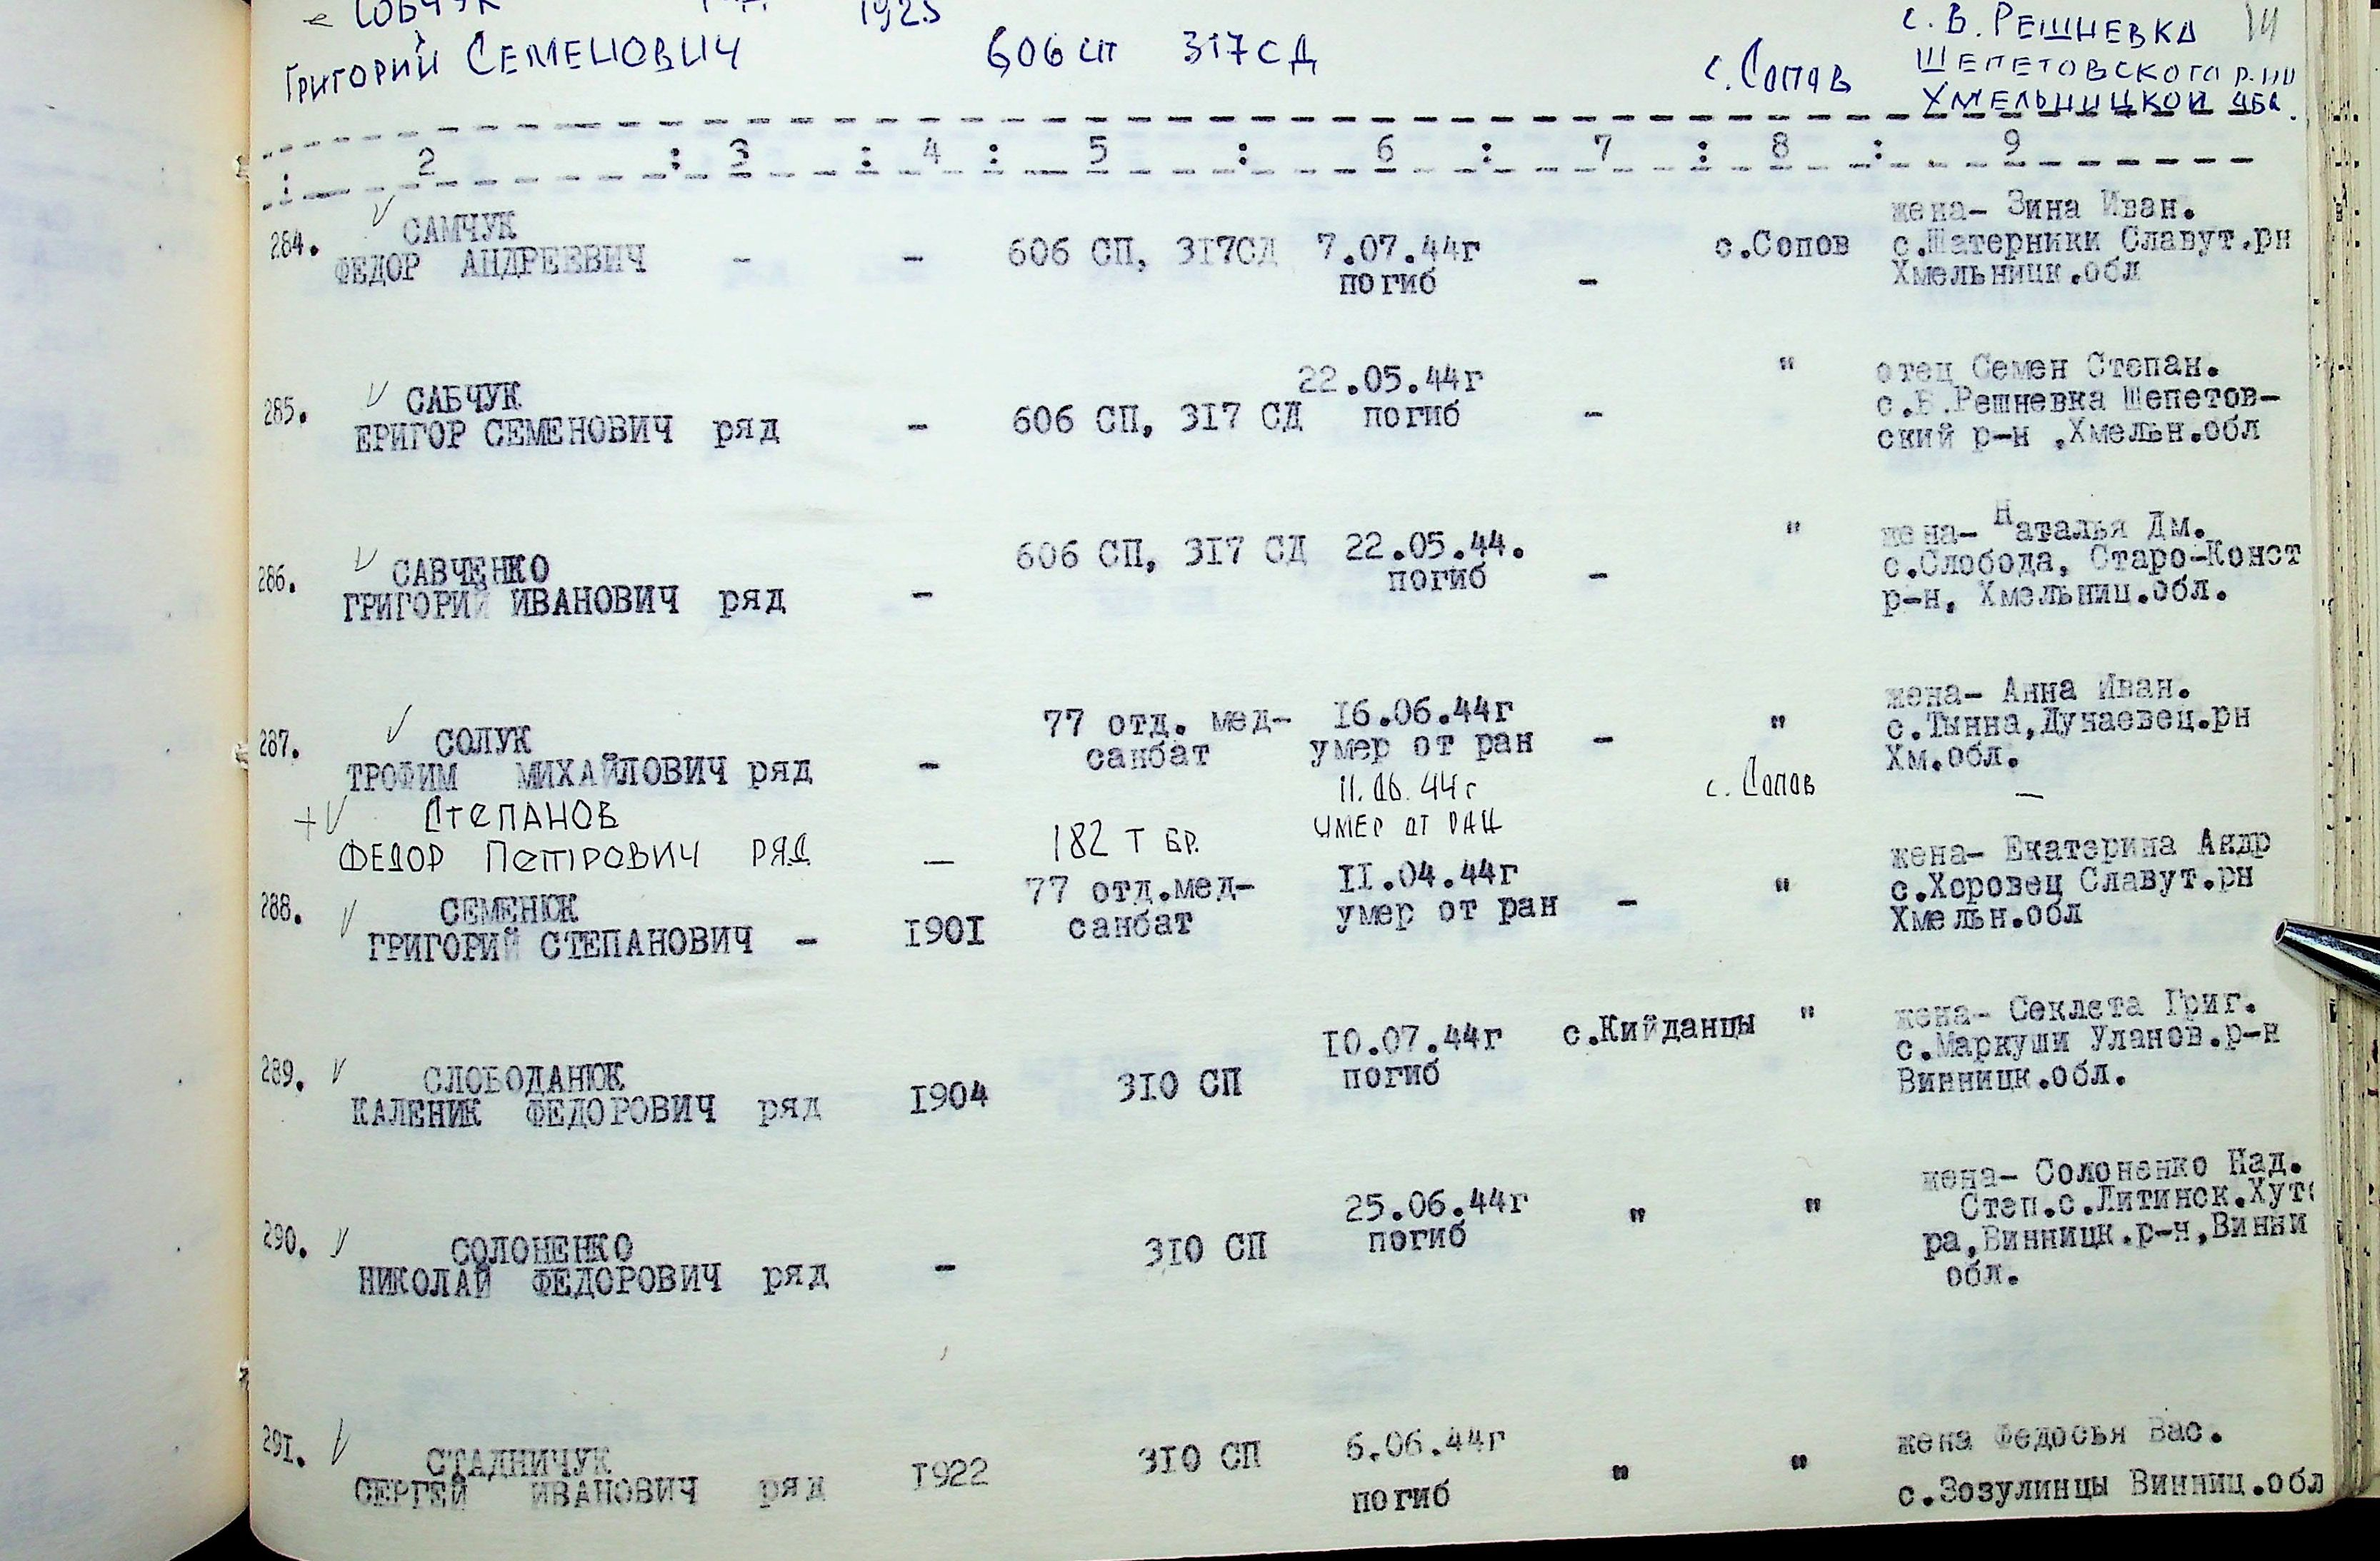 СОБЧУК 1925
ГРИГОРИЙ СЕМЕНОВИЧ 606 СП 317 СД с. Сопов
с. В. РЕШНЕВКА
ШЕПЕТОВСКОГО Р-НА
ХМЕЛЬНИЦКОЙ ОБЛ.
: 2 : 3 : 4 : 5 : 6 : 7 : 8 : 9
284. САМЧУК
ФЕДОР АНДРЕЕВИЧ - - 606 СП, 317СД 7.07.44г
погиб - с.Сопов
жена- Зина Иван.
с.Шатерники Славут.рн
Хмельницк.обл
285. САБЧУК
ЕРИГОР СЕМЕНОВИЧ ряд - 606 СП, 317 СД 22.05.44г
погиб - "
отец Семен Степан.
с.В.Решневка Шепетов-
ский р-н ,Хмельн.обл
286. САВЧЕНКО
ГРИГОРИЙ ИВАНОВИЧ ряд - 606 СП, 317 СД 22.05.44.
погиб - "
жена- Наталья Дм.
с.Слобода, Старо-Конст
р-н, Хмельниц.обл.
287. СОЛУК
ТРОФИМ МИХАЙЛОВИЧ ряд - 77 отд. мед-
санбат 16.06.44г
умер от ран - "
жена- Анна Иван.
с.Тынна,Дунаевец.рн
Хм.обл.
+ СТЕПАНОВ
ФЕДОР ПЕТРОВИЧ РЯД — 182 Т БР. 11.06.44г
УМЕР ОТ РАН с. Сопов —
288. СЕМЕНЮК
ГРИГОРИЙ СТЕПАНОВИЧ - 1901 77 отд.мед-
санбат 11.04.44г
умер от ран - "
жена- Екатерина Андр
с.Хоровец Славут.рн
Хмельн.обл
289. СЛОБОДАНЮК
КАЛЕНИК ФЕДОРОВИЧ ряд 1904 310 СП 10.07.44г
погиб с.Кийданцы "
жена- Секлета Григ.
с.Маркуши Уланов.р-н
Винницк.обл.
290. СОЛОНЕНКО
НИКОЛАЙ ФЕДОРОВИЧ ряд - 310 СП 25.06.44г
погиб " "
жена- Солоненко Над.
Степ.с.Литинск.Хуто
ра,Винницк.р-н,Винни
обл.
291. СТАДНИЧУК
СЕРГЕЙ ИВАНОВИЧ ряд 1922 310 СП 6.06.44г
погиб " "
жена Федосья Вас.
с.Зозулинцы Винниц.обл